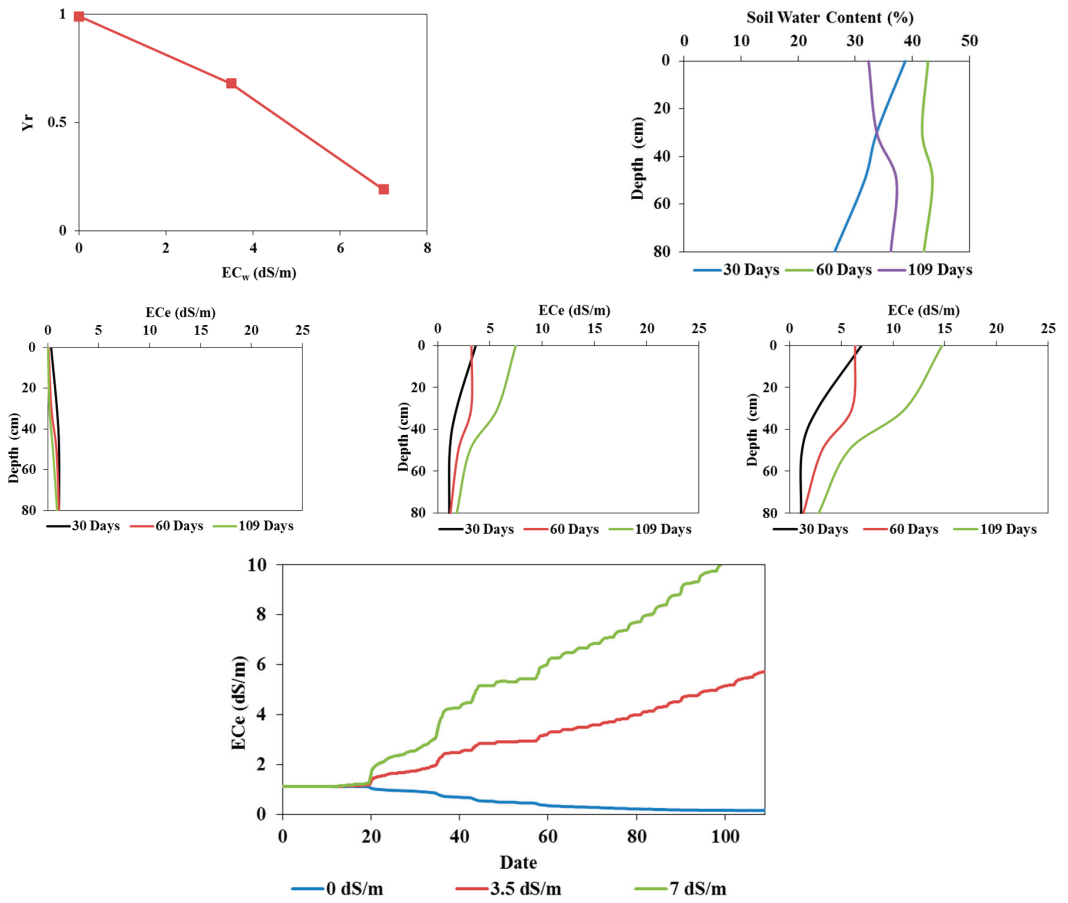 1
0.5
0
Yr
0 2 4 6 8
ECw (dS/m)
Soil Water Content (%)
0 10 20 30 40 50
0
20
40
60
80
Depth (cm)
30 Days 60 Days 109 Days
ECe (dS/m)
0 5 10 15 20 25
0
20
40
60
80
Depth (cm)
30 Days 60 Days 109 Days
ECe (dS/m)
0 5 10 15 20 25
0
20
40
60
80
Depth (cm)
30 Days 60 Days 109 Days
ECe (dS/m)
0 5 10 15 20 25
0
20
40
60
80
Depth (cm)
30 Days 60 Days 109 Days
10
8
6
4
2
0
ECe (dS/m)
0 20 40 60 80 100
Date
0 dS/m 3.5 dS/m 7 dS/m